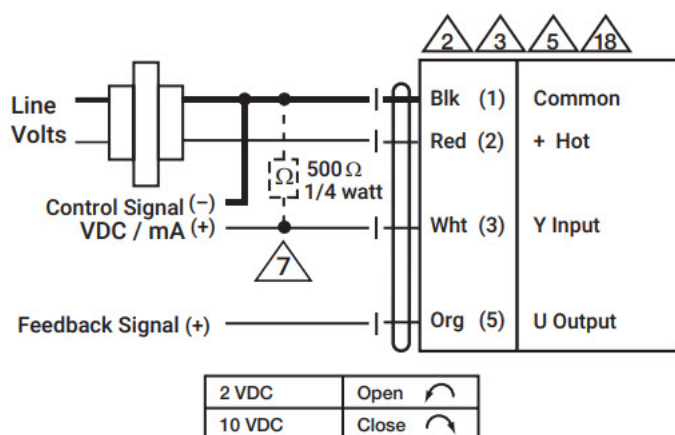 2 3 5 18
Line Volts
Blk (1) Common
Red (2) + Hot
Ω 500 Ω
1/4 watt
Control Signal (−)
VDC / mA (+)
Wht (3) Y Input
7
Feedback Signal (+)
Org (5) U Output
2 VDC Open
10 VDC Close